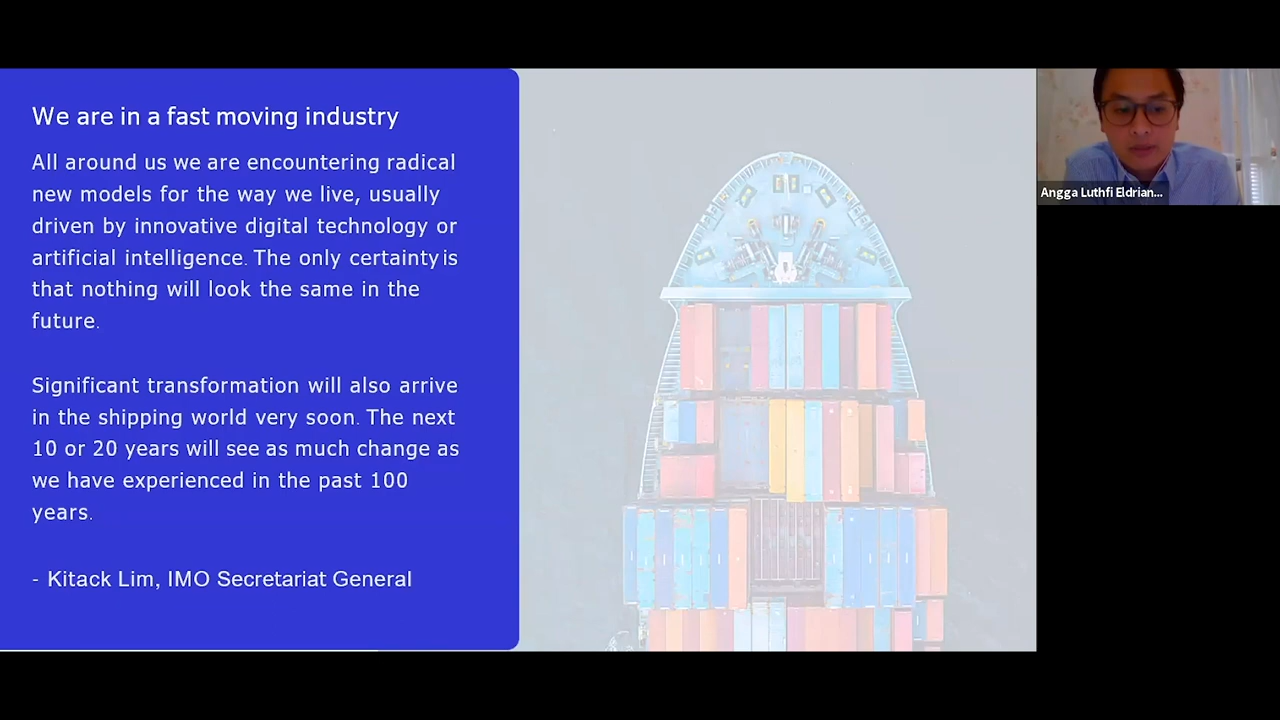 We are in a fast moving industry
All around us we are encountering radical
new models for the way we live, usually
driven by innovative digital technology or
artificial intelligence. The only certainty is
that nothing will look the same in the
future.
Significant transformation will also arrive
in the shipping world very soon. The next
10 or 20 years will see as much change as
we have experienced in the past 100
years.
- Kitack Lim, IMO Secretariat General
Angga Luthfi Eldrian...